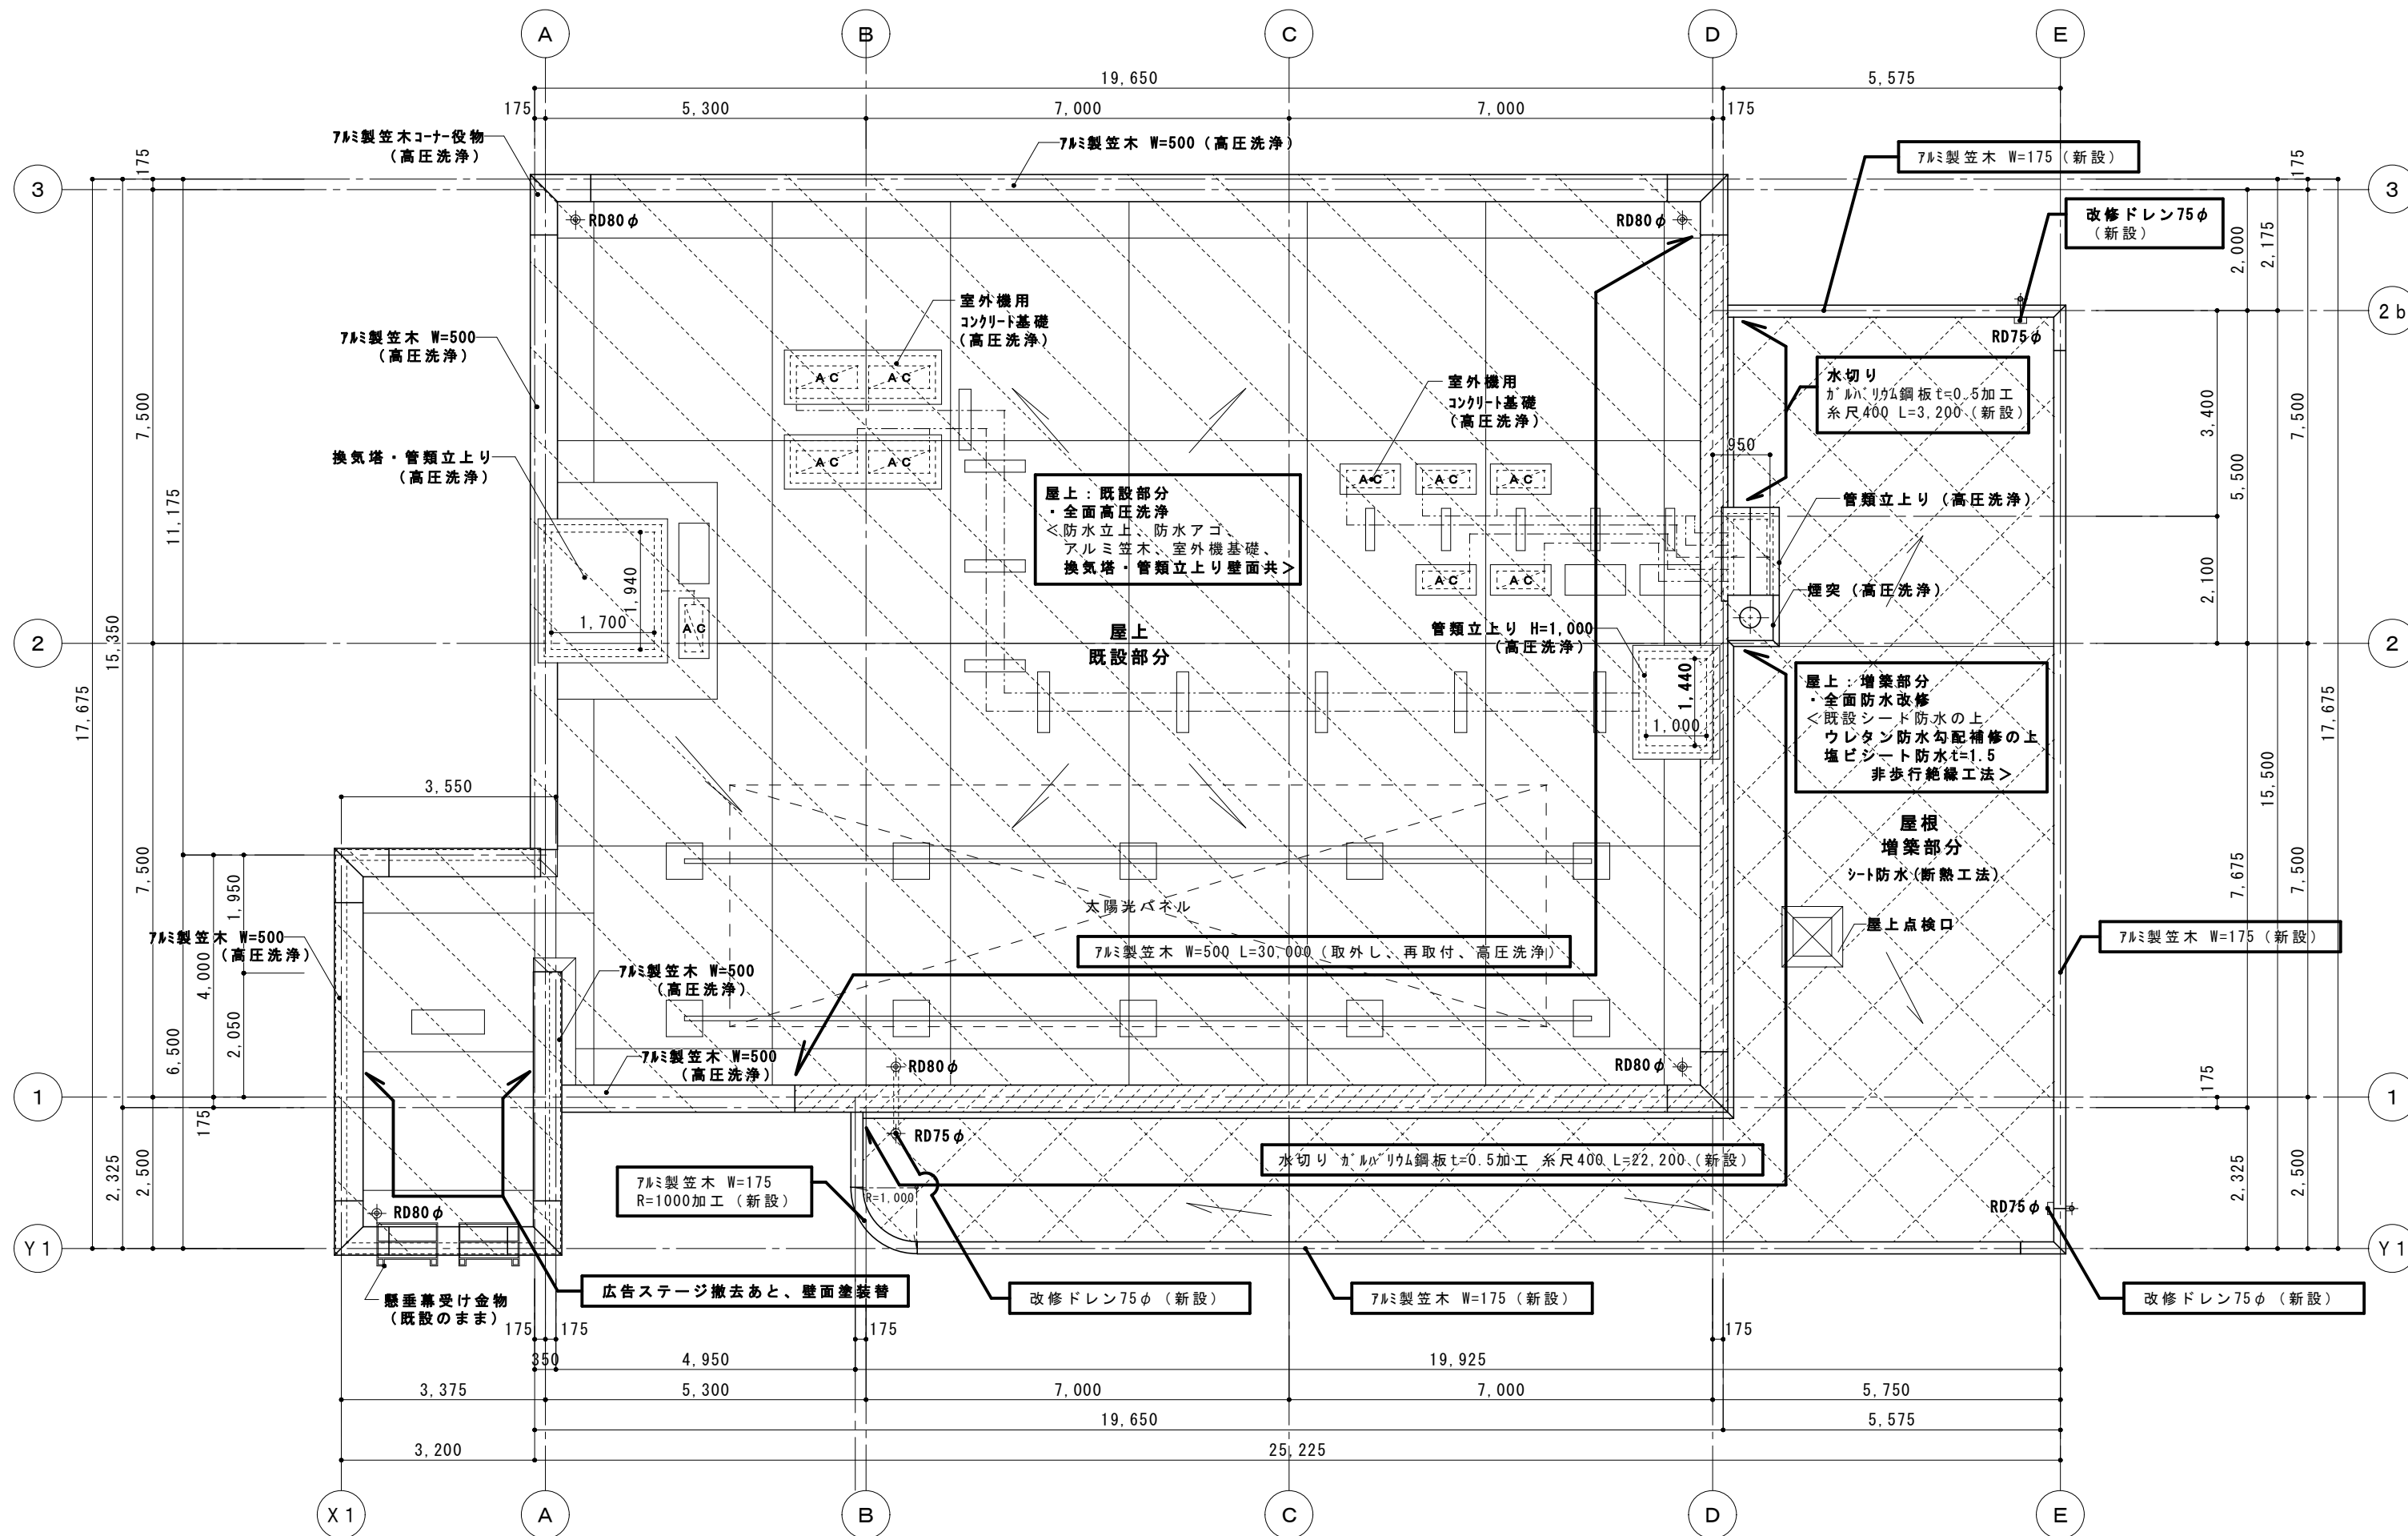 A
B
C
D
E
19,650
5,575
175
5,300
7,000
7,000
175
ｱﾙﾐ製笠木ｺｰﾅｰ役物
(高圧洗浄)
ｱﾙﾐ製笠木 W=500 (高圧洗浄)
ｱﾙﾐ製笠木 W=175 (新設)
175
175
3
3
RD80φ
RD80φ
改修ドレン75φ
(新設)
2,000
2,175
室外機用
ｺﾝｸﾘｰﾄ基礎
(高圧洗浄)
2b
RD75φ
ｱﾙﾐ製笠木 W=500
(高圧洗浄)
水切り
ｶﾞﾙﾊﾞﾘｳﾑ鋼板t=0.5加工
糸尺400 L=3,200 (新設)
室外機用
ｺﾝｸﾘｰﾄ基礎
(高圧洗浄)
AC
AC
7,500
3,400
7,500
950
換気塔・管類立上り
(高圧洗浄)
AC
AC
AC
AC
AC
屋上：既設部分
・全面高圧洗浄
<防水立上、防水アゴ、
アルミ笠木、室外機基礎、
換気塔・管類立上り壁面共>
管類立上り (高圧洗浄)
11,175
5,500
1,940
1,700
AC
AC
AC
煙突 (高圧洗浄)
2,100
屋上
既設部分
管類立上り H=1,000
(高圧洗浄)
2
2
15,350
17,675
1,440
1,000
屋上：増築部分
・全面防水改修
<既設シート防水の上
ウレタン防水勾配補修の上
塩ビシート防水t=1.5
非歩行絶縁工法>
17,675
15,500
3,550
屋根
増築部分
ｼｰﾄ防水(断熱工法)
7,500
1,950
7,675
7,500
太陽光パネル
屋上点検口
ｱﾙﾐ製笠木 W=500
(高圧洗浄)
ｱﾙﾐ製笠木 W=500 L=30,000 (取外し、再取付、高圧洗浄)
ｱﾙﾐ製笠木 W=175 (新設)
4,000
ｱﾙﾐ製笠木 W=500
(高圧洗浄)
6,500
2,050
ｱﾙﾐ製笠木 W=500
(高圧洗浄)
RD80φ
RD80φ
175
1
1
175
RD75φ
水切り ｶﾞﾙﾊﾞﾘｳﾑ鋼板t=0.5加工 糸尺400 L=22,200 (新設)
2,325
2,500
ｱﾙﾐ製笠木 W=175
R=1000加工 (新設)
R=1,000
2,325
2,500
RD80φ
RD75φ
Y1
Y1
広告ステージ撤去あと、壁面塗装替
改修ドレン75φ (新設)
ｱﾙﾐ製笠木 W=175 (新設)
改修ドレン75φ (新設)
懸垂幕受け金物
(既設のまま)
175
175
175
175
350
4,950
19,925
3,375
5,300
7,000
7,000
5,750
19,650
5,575
3,200
25,225
X1
A
B
C
D
E